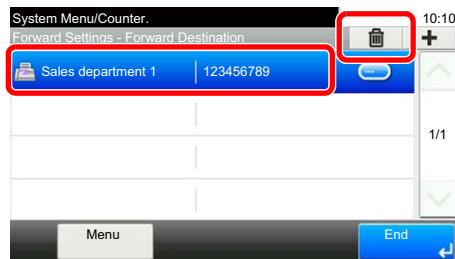 System Menu/Counter. 10:10
Forward Settings - Forward Destination
Sales department 1 123456789
1/1
Menu End